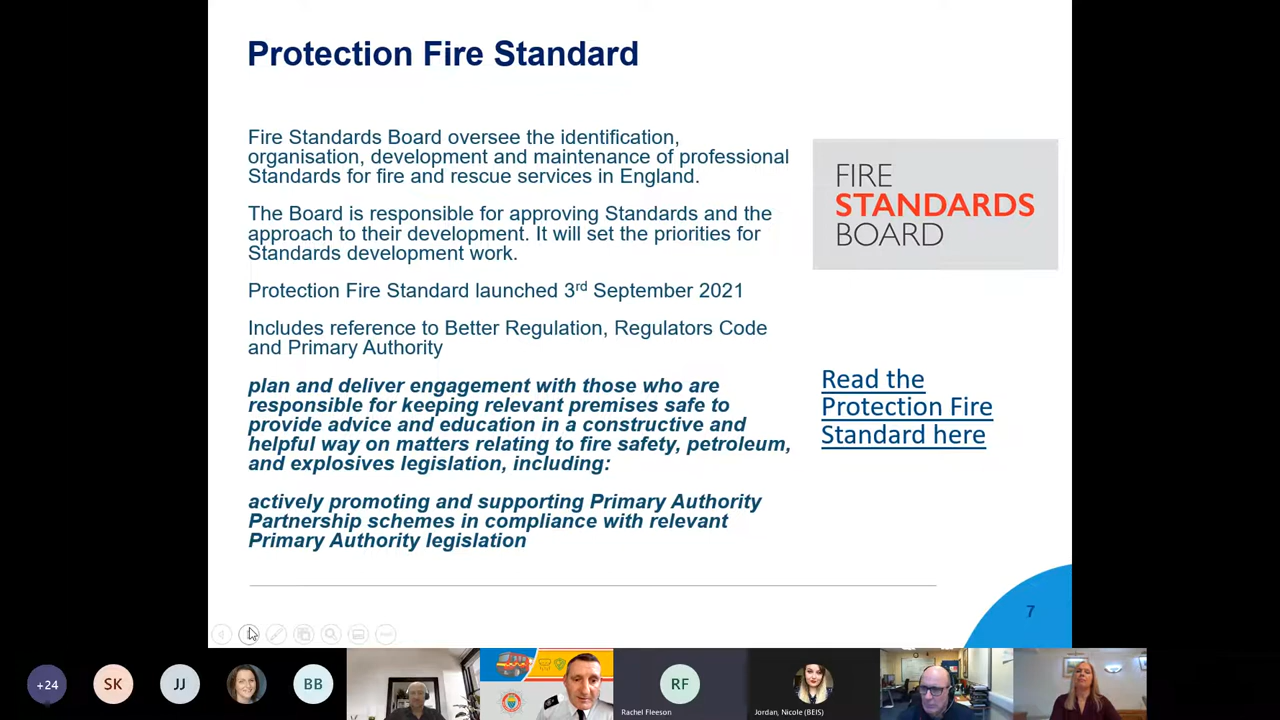 Protection Fire Standard
Fire Standards Board oversee the identification,
organisation, development and maintenance of professional
Standards for fire and rescue services in England.
The Board is responsible for approving Standards and the
approach to their development. It will set the priorities for
Standards development work.
Protection Fire Standard launched 3rd September 2021
Includes reference to Better Regulation, Regulators Code
and Primary Authority
plan and deliver engagement with those who are
responsible for keeping relevant premises safe to
provide advice and education in a constructive and
helpful way on matters relating to fire safety, petroleum,
and explosives legislation, including:
actively promoting and supporting Primary Authority
Partnership schemes in compliance with relevant
Primary Authority legislation
FIRE
STANDARDS
BOARD
Read the
Protection Fire
Standard here
7
+24
SK
JJ
BB
RF
Rachel Fleeson
Jordan, Nicole (BEIS)